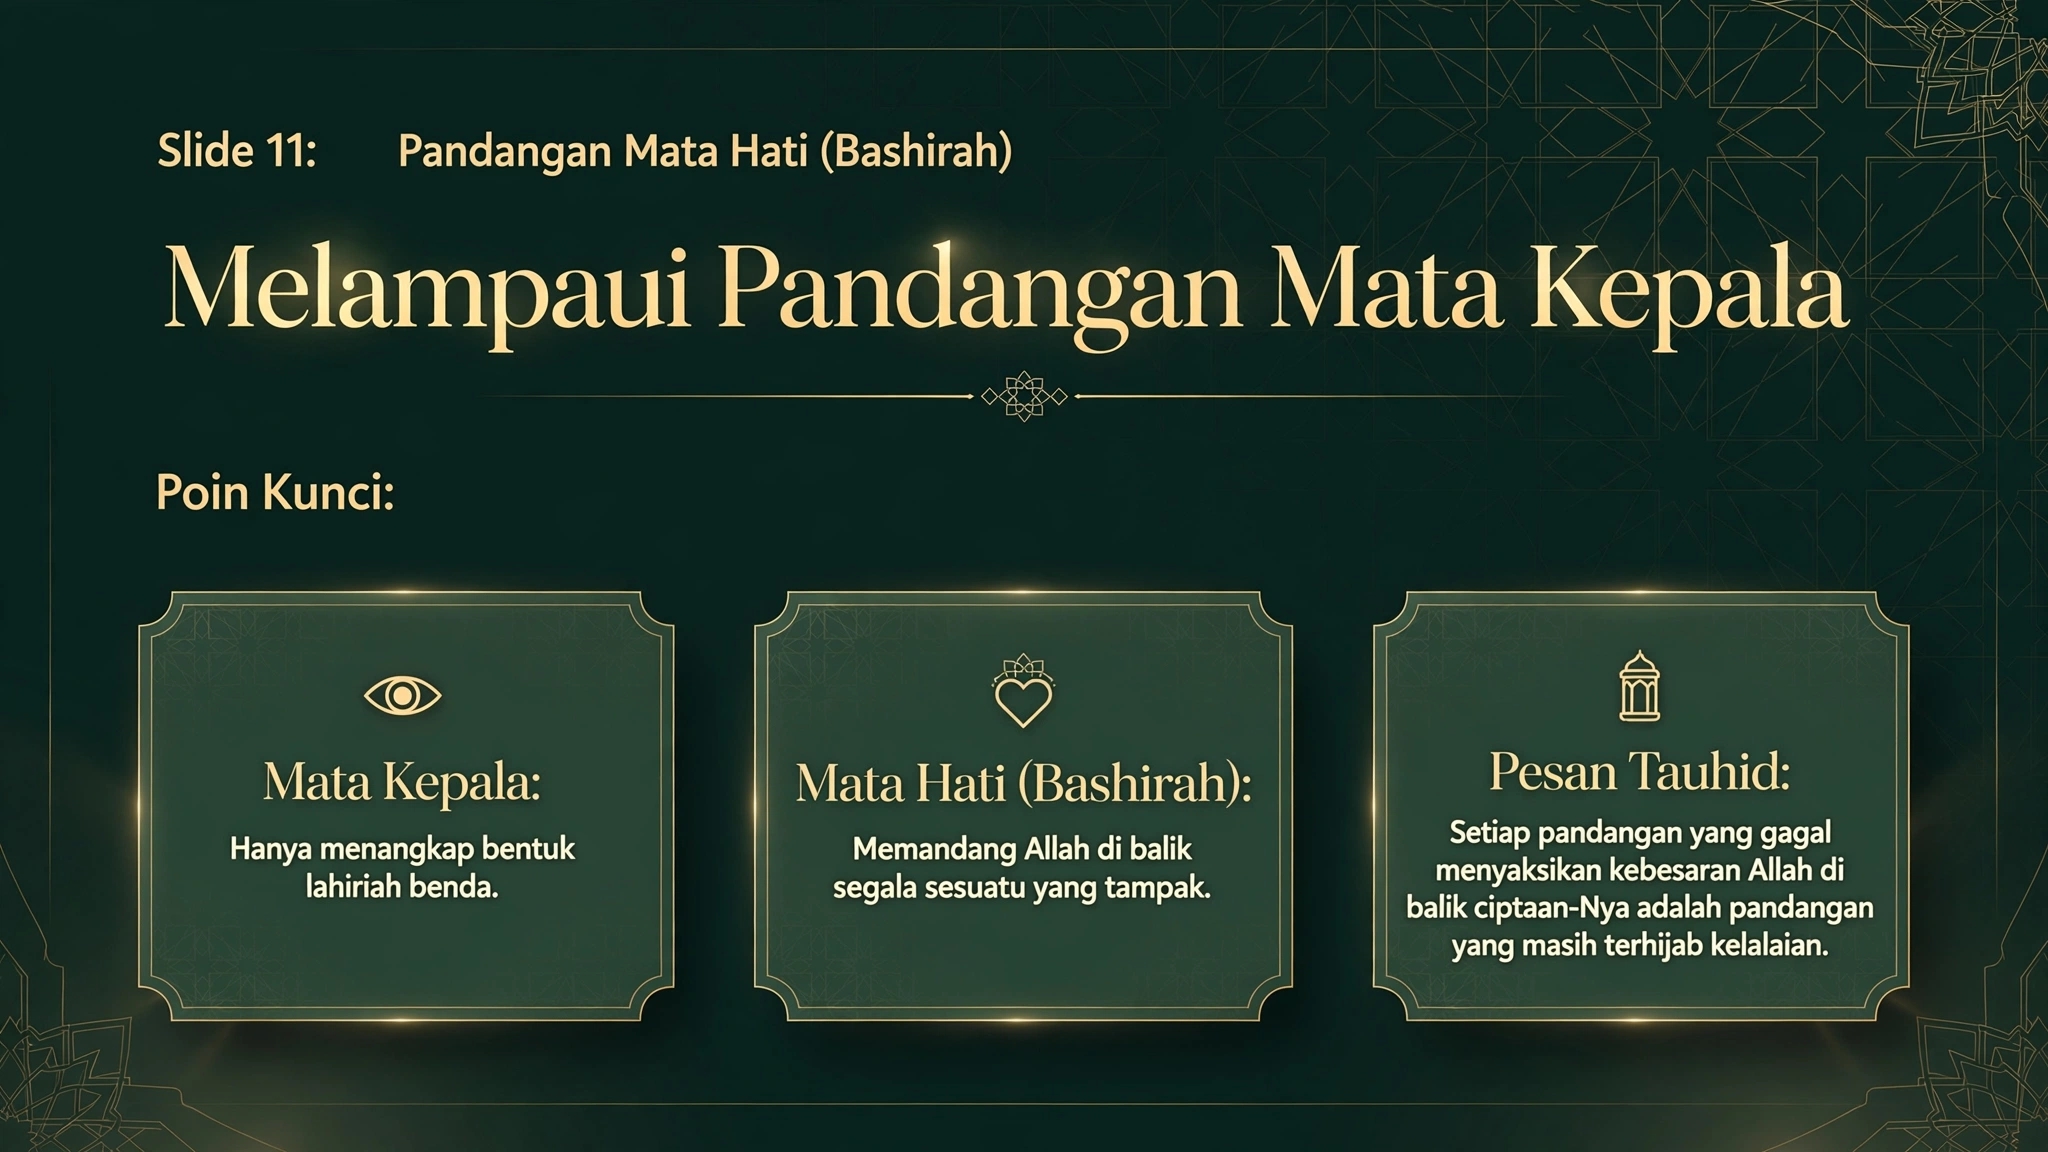 Slide 11: Pandangan Mata Hati (Bashirah)
Melampaui Pandangan Mata Kepala
Poin Kunci:
Mata Kepala:
Hanya menangkap bentuk
lahiriah benda.
Mata Hati (Bashirah):
Memandang Allah di balik
segala sesuatu yang tampak.
Pesan Tauhid:
Setiap pandangan yang gagal
menyaksikan kebesaran Allah di
balik ciptaan-Nya adalah pandangan
yang masih terhijab kelalaian.